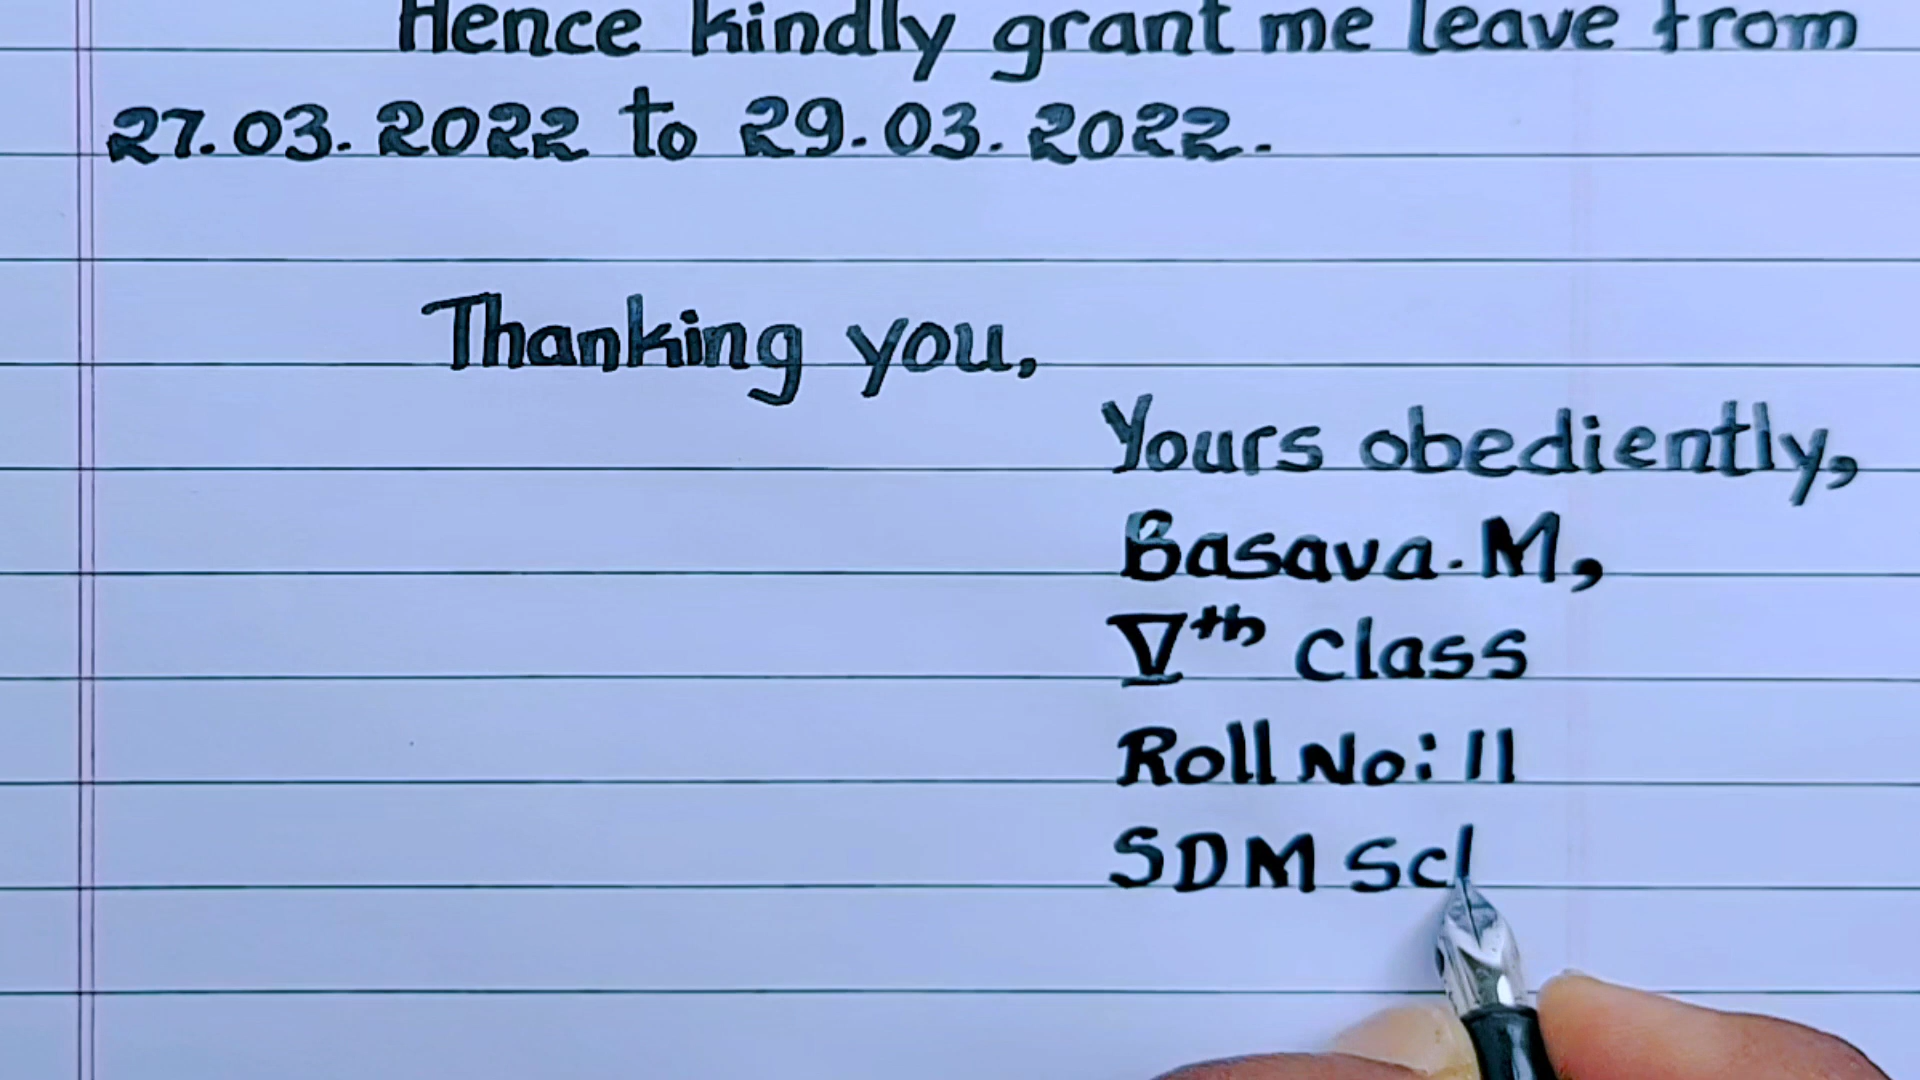 Hence kindly grant me leave from
27.03.2022 to 29.03.2022.
Thanking you,
Yours obediently,
Basava.M,
Vth Class
Roll No: 11
SDM Scl